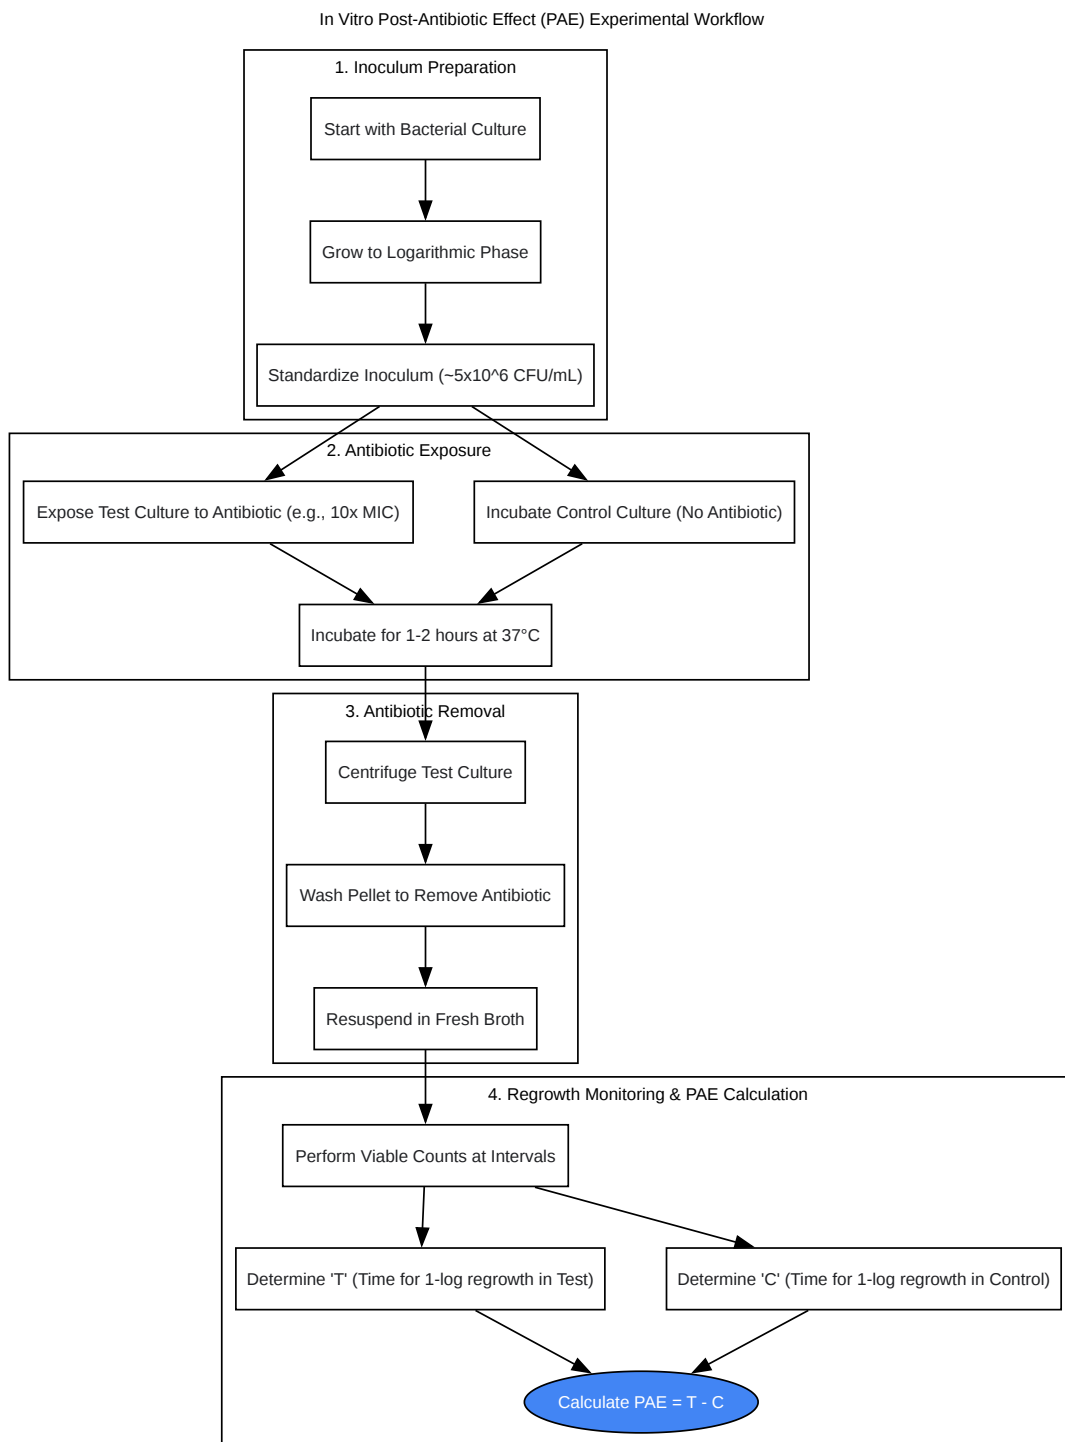 In Vitro Post-Antibiotic Effect (PAE) Experimental Workflow
1. Inoculum Preparation
Start with Bacterial Culture
Grow to Logarithmic Phase
Standardize Inoculum (~5x10^6 CFU/mL)
2. Antibiotic Exposure
Expose Test Culture to Antibiotic (e.g., 10x MIC)
Incubate Control Culture (No Antibiotic)
Incubate for 1-2 hours at 37°C
3. Antibiotic Removal
Centrifuge Test Culture
Wash Pellet to Remove Antibiotic
Resuspend in Fresh Broth
4. Regrowth Monitoring & PAE Calculation
Perform Viable Counts at Intervals
Determine 'T' (Time for 1-log regrowth in Test)
Determine 'C' (Time for 1-log regrowth in Control)
Calculate PAE = T - C